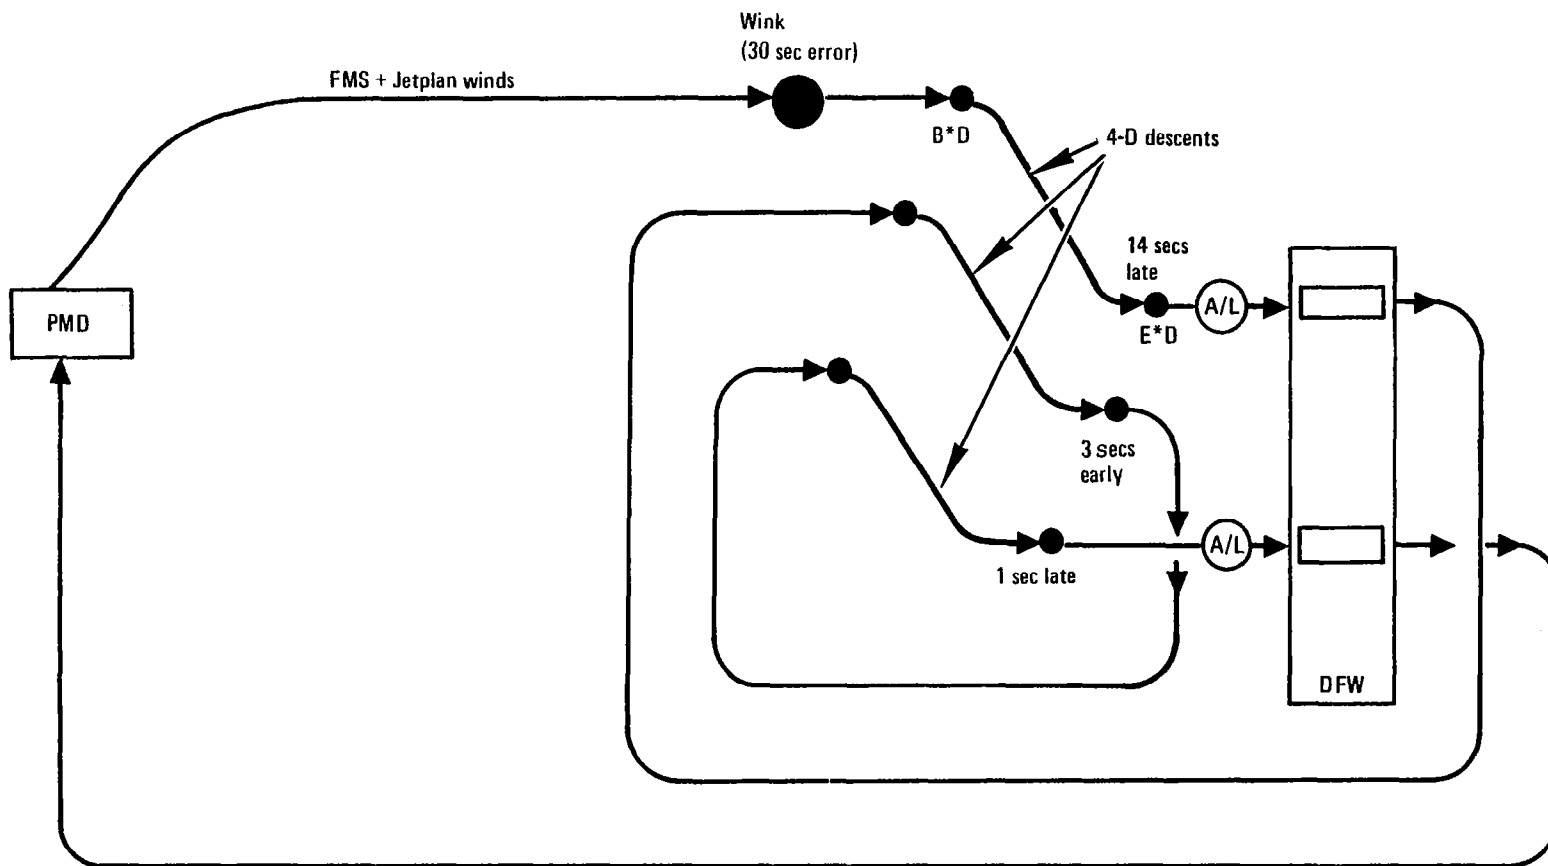 Wink
(30 sec error)
FMS + Jetplan winds
B*D
4-D descents
14 secs
late
A/L
E*D
PMD
3 secs
early
A/L
1 sec late
DFW